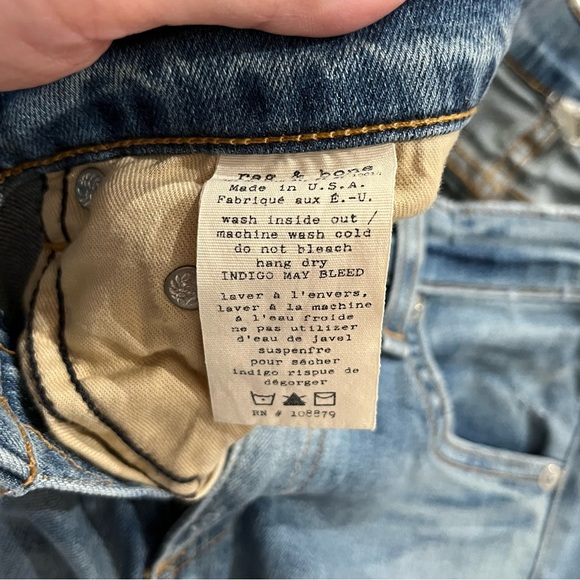 rag & bone
Made in U.S.A.
Fabriqué aux É.-U.
wash inside out /
machine wash cold
do not bleach
hang dry
INDIGO MAY BLEED
laver à l'envers,
laver à la machine
à l'eau froide
ne pas utiliser
d'eau de javel
suspenfre
pour sécher
indigo rispue de
dégorger
RN # 108879